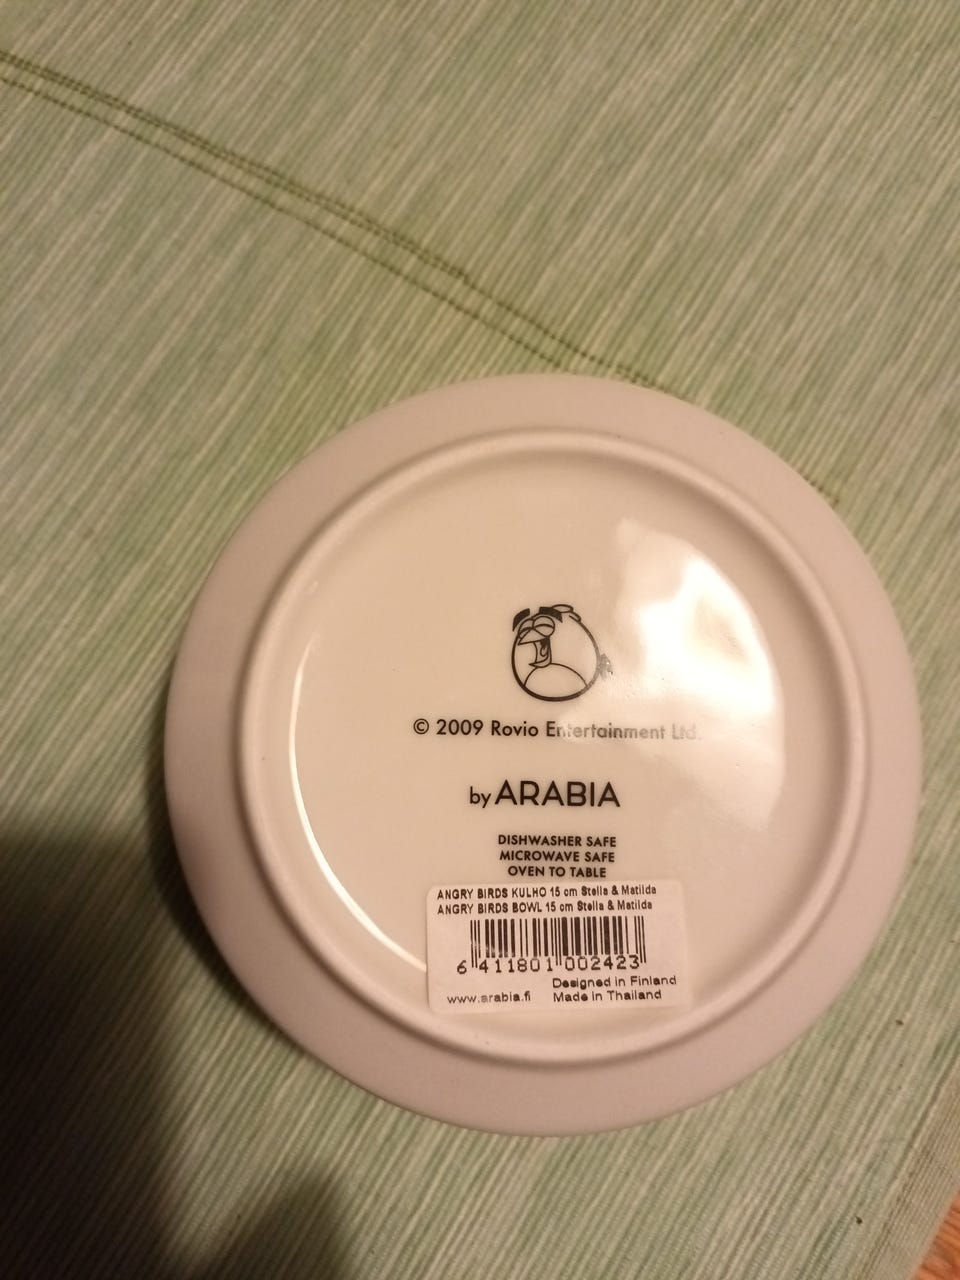 © 2009 Rovio Entertainment Ltd.
by ARABIA
DISHWASHER SAFE
MICROWAVE SAFE
OVEN TO TABLE
ANGRY BIRDS KULHO 15 cm Stella & Matilda
ANGRY BIRDS BOWL 15 cm Stella & Matilda
6 411801 002423
Designed in Finland
www.arabia.fi Made in Thailand